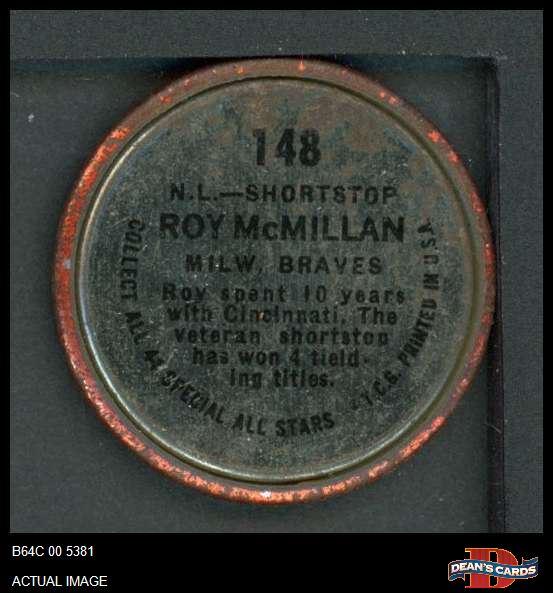 148
N.L.—SHORTSTOP
ROY McMILLAN
MILW. BRAVES
Roy spent 10 years
with Cincinnati. The
veteran shortstop
has won 4 field-
ing titles.
COLLECT ALL 44 SPECIAL ALL STARS - T.C.G. PRINTED IN USA
B64C 00 5381
ACTUAL IMAGE
D
DEAN'S CARDS